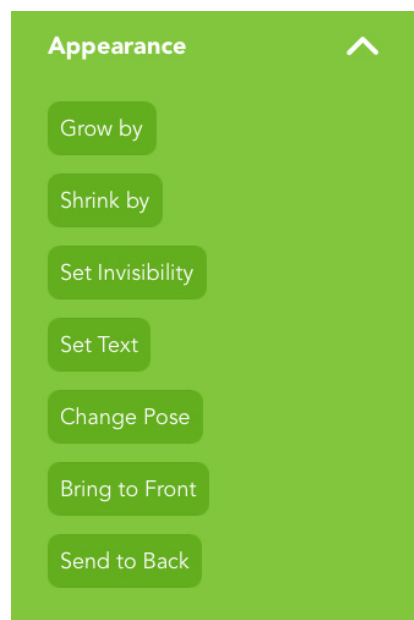 Appearance
Grow by
Shrink by
Set Invisibility
Set Text
Change Pose
Bring to Front
Send to Back